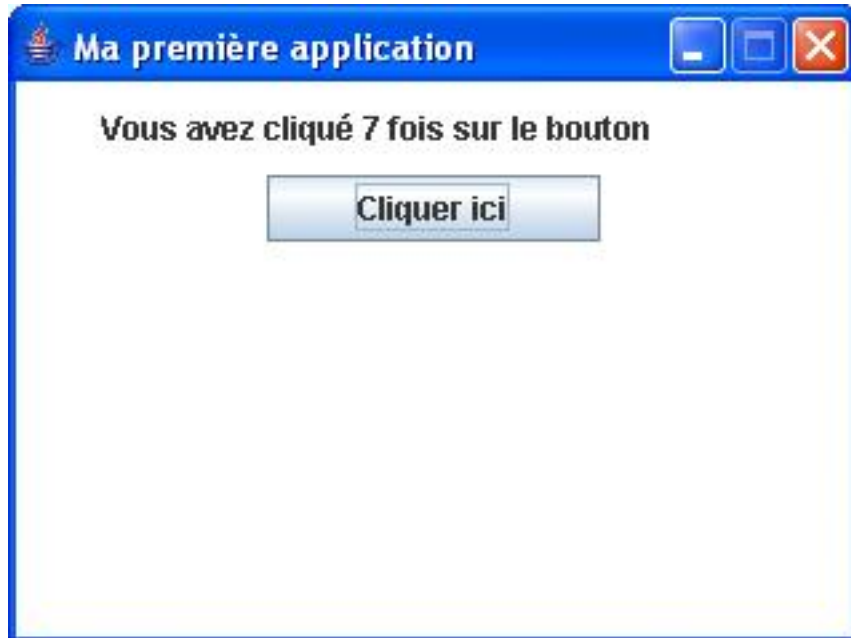 Ma première application
Vous avez cliqué 7 fois sur le bouton
Cliquer ici